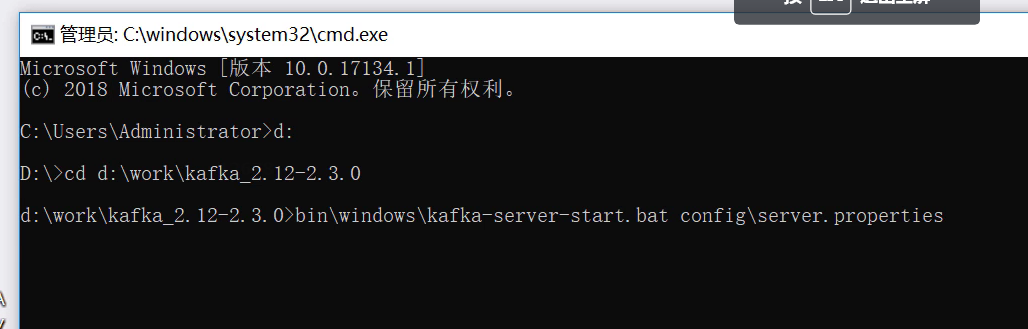 管理员: C:\windows\system32\cmd.exe
Microsoft Windows [版本 10.0.17134.1]
(c) 2018 Microsoft Corporation。保留所有权利。
C:\Users\Administrator>d:
D:\>cd d:\work\kafka_2.12-2.3.0
d:\work\kafka_2.12-2.3.0>bin\windows\kafka-server-start.bat config\server.properties